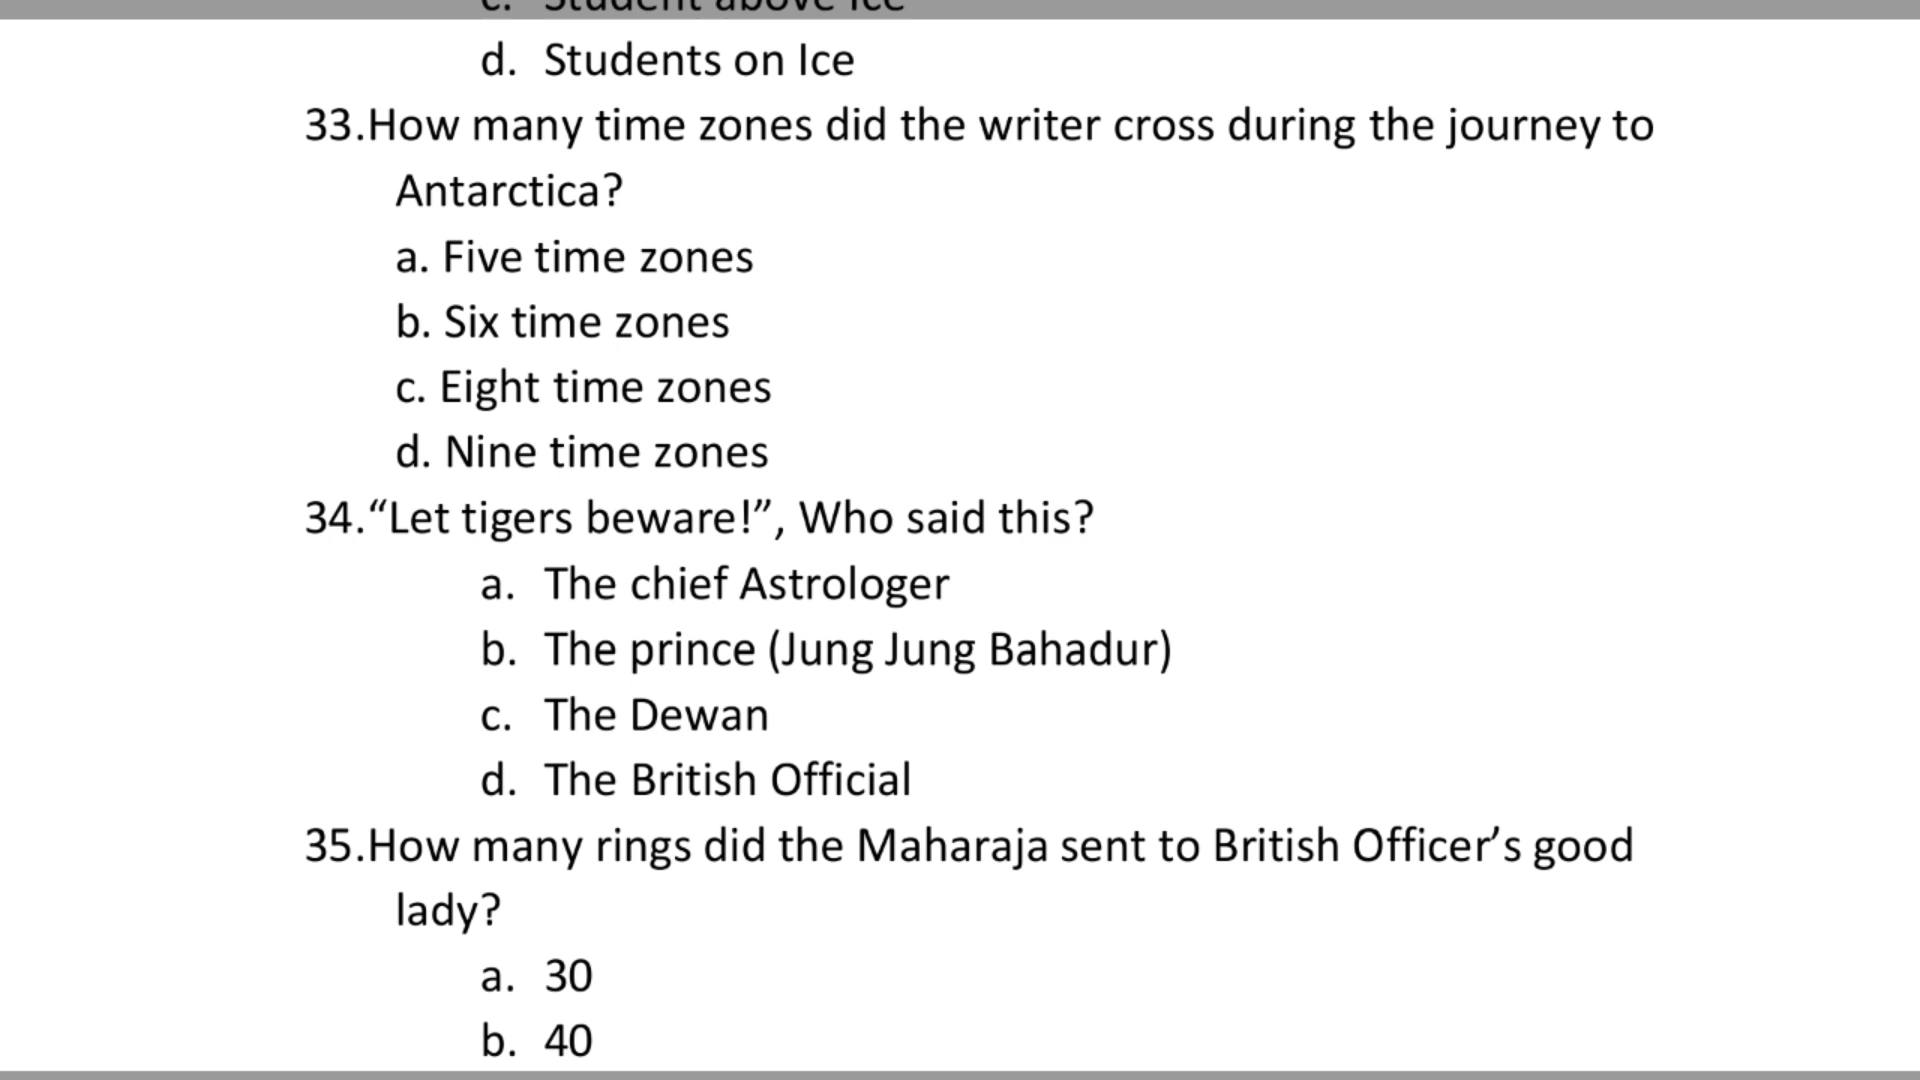 c. Student above Ice
d. Students on Ice
33.How many time zones did the writer cross during the journey to
Antarctica?
a. Five time zones
b. Six time zones
c. Eight time zones
d. Nine time zones
34.“Let tigers beware!”, Who said this?
a. The chief Astrologer
b. The prince (Jung Jung Bahadur)
c. The Dewan
d. The British Official
35.How many rings did the Maharaja sent to British Officer’s good
lady?
a. 30
b. 40